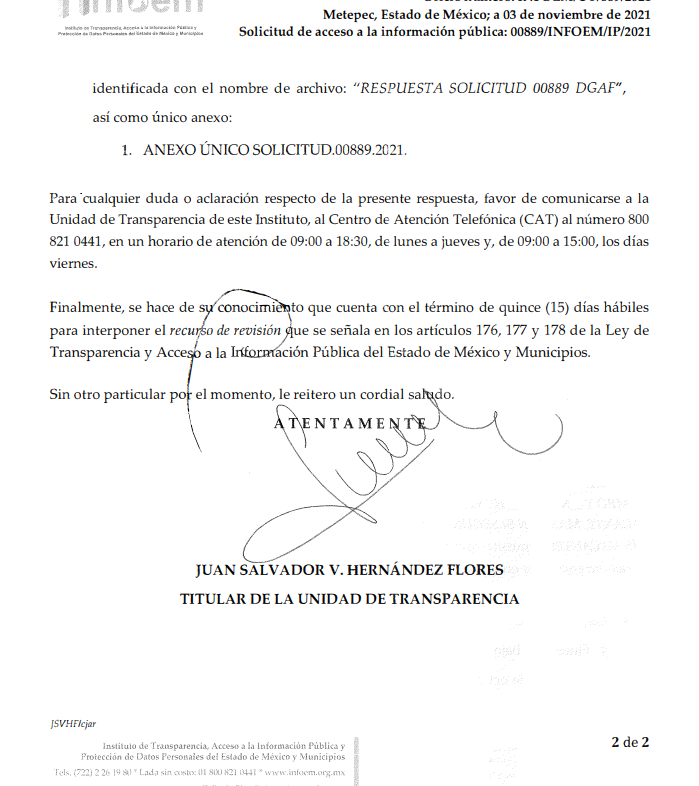 infoem
Instituto de Transparencia, Acceso a la Información Pública y
Protección de Datos Personales del Estado de México y Municipios
Metepec, Estado de México; a 03 de noviembre de 2021
Solicitud de acceso a la información pública: 00889/INFOEM/IP/2021
identificada con el nombre de archivo: “RESPUESTA SOLICITUD 00889 DGAF”,
así como único anexo:
1. ANEXO ÚNICO SOLICITUD.00889.2021.
Para cualquier duda o aclaración respecto de la presente respuesta, favor de comunicarse a la
Unidad de Transparencia de este Instituto, al Centro de Atención Telefónica (CAT) al número 800
821 0441, en un horario de atención de 09:00 a 18:30, de lunes a jueves y, de 09:00 a 15:00, los días
viernes.
Finalmente, se hace de su conocimiento que cuenta con el término de quince (15) días hábiles
para interponer el recurso de revisión que se señala en los artículos 176, 177 y 178 de la Ley de
Transparencia y Acceso a la Información Pública del Estado de México y Municipios.
Sin otro particular por el momento, le reitero un cordial saludo.
ATENTAMENTE
JUAN SALVADOR V. HERNÁNDEZ FLORES
TITULAR DE LA UNIDAD DE TRANSPARENCIA
JSVHF/cjar
Instituto de Transparencia, Acceso a la Información Pública y
Protección de Datos Personales del Estado de México y Municipios
Tels. (722) 2 26 19 80 * Lada sin costo: 01 800 821 0441 * www.infoem.org.mx
2 de 2